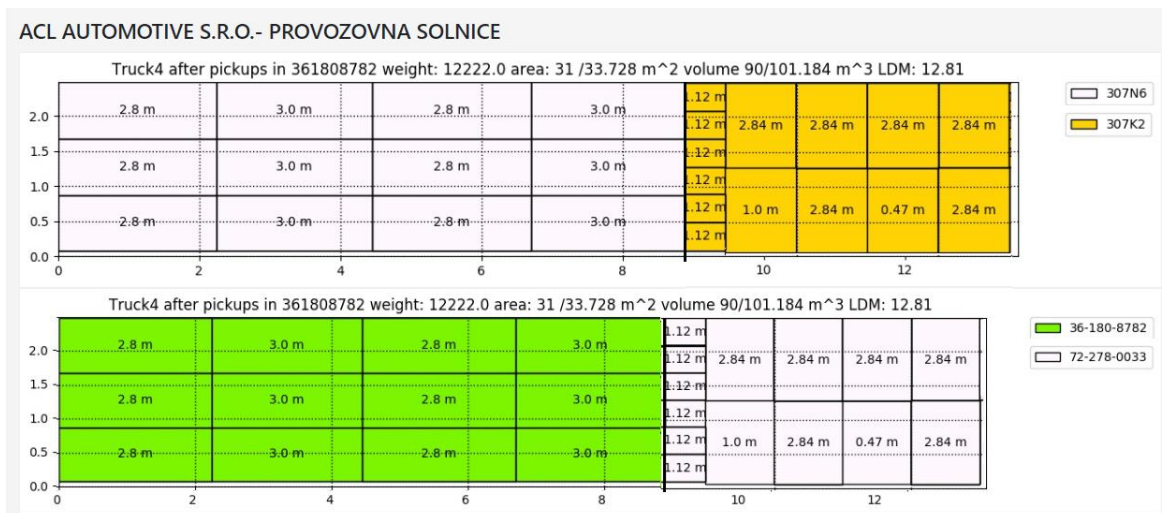 ACL AUTOMOTIVE S.R.O.- PROVOZOVNA SOLNICE
Truck4 after pickups in 361808782 weight: 12222.0 area: 31 /33.728 m^2 volume 90/101.184 m^3 LDM: 12.81
2.8 m 3.0 m 2.8 m 3.0 m 1.12 m
307N6
2.0
1.12 m 2.84 m 2.84 m 2.84 m 2.84 m
307K2
1.5
1.12 m
2.8 m 3.0 m 2.8 m 3.0 m
1.0
1.12 m
0.5
2.8 m 3.0 m 2.8 m 3.0 m 1.12 m 1.0 m 2.84 m 0.47 m 2.84 m
1.12 m
0.0
0 2 4 6 8 10 12
Truck4 after pickups in 361808782 weight: 12222.0 area: 31 /33.728 m^2 volume 90/101.184 m^3 LDM: 12.81
1.12 m
36-180-8782
2.8 m 3.0 m 2.8 m 3.0 m
2.0
1.12 m 2.84 m 2.84 m 2.84 m 2.84 m
72-278-0033
1.5
1.12 m
2.8 m 3.0 m 2.8 m 3.0 m
1.0
1.12 m
0.5
2.8 m 3.0 m 2.8 m 3.0 m 1.12 m 1.0 m 2.84 m 0.47 m 2.84 m
1.12 m
0.0
0 2 4 6 8 10 12